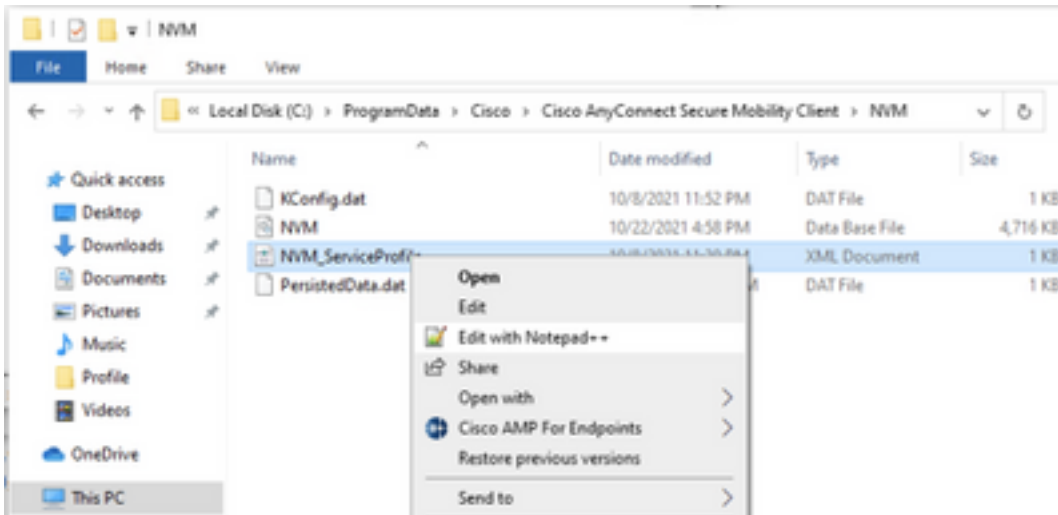 NVM
File Home Share View
« Local Disk (C:) › ProgramData › Cisco › Cisco AnyConnect Secure Mobility Client › NVM
Name Date modified Type Size
Quick access
Desktop
Downloads
Documents
Pictures
Music
Profile
Videos
OneDrive
This PC
KConfig.dat 10/8/2021 11:52 PM DAT File 1 KB
NVM 10/22/2021 4:58 PM Data Base File 4,716 KB
NVM_ServiceProfile XML Document 1 KB
PersistedData.dat DAT File 1 KB
Open
Edit
Edit with Notepad++
Share
Open with
Cisco AMP For Endpoints
Restore previous versions
Send to